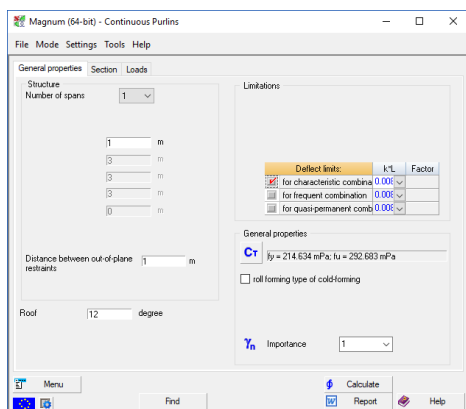 Magnum (64-bit) - Continuous Purlins
File Mode Settings Tools Help
General properties Section Loads
Structure
Number of spans 1
1 m
3 m
3 m
3 m
0 m
Distance between out-of-plane restraints 1 m
Roof 12 degree
Limitations
Deflect limits: k*L Factor
for characteristic combina 0.008
for frequent combination 0.008
for quasi-permanent comb 0.008
General properties
CT fy = 214.634 mPa; fu = 292.683 mPa
roll forming type of cold-forming
γn Importance 1
Menu Calculate
Find Report Help